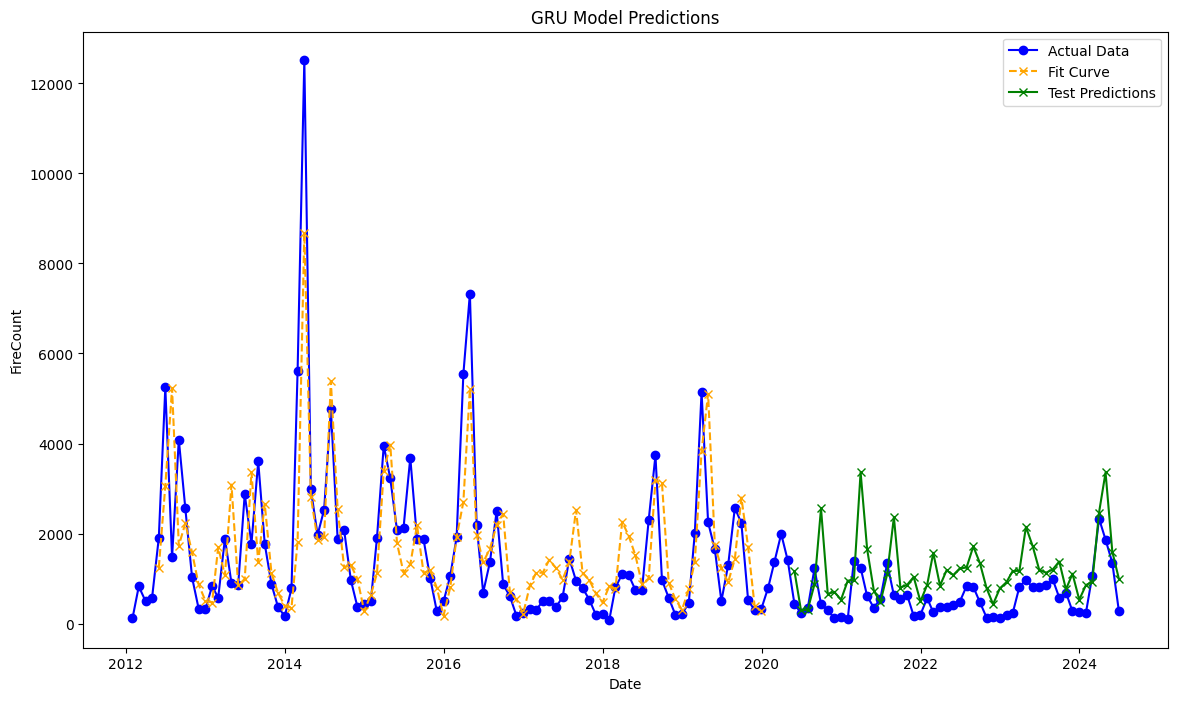 GRU Model Predictions
Actual Data
Fit Curve
Test Predictions
FireCount
12000
10000
8000
6000
4000
2000
0
2012 2014 2016 2018 2020 2022 2024
Date